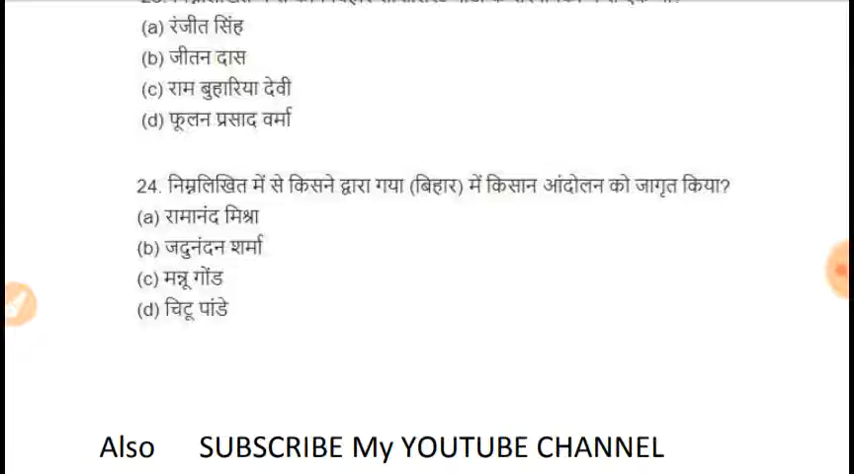 (a) रंजीत सिंह
(b) जीतन दास
(c) राम बुहारिया देवी
(d) फूलन प्रसाद वर्मा
24. निम्नलिखित में से किसने द्वारा गया (बिहार) में किसान आंदोलन को जागृत किया?
(a) रामानंद मिश्रा
(b) जदुनंदन शर्मा
(c) मन्नू गोंड
(d) चिटू पांडे
Also SUBSCRIBE My YOUTUBE CHANNEL